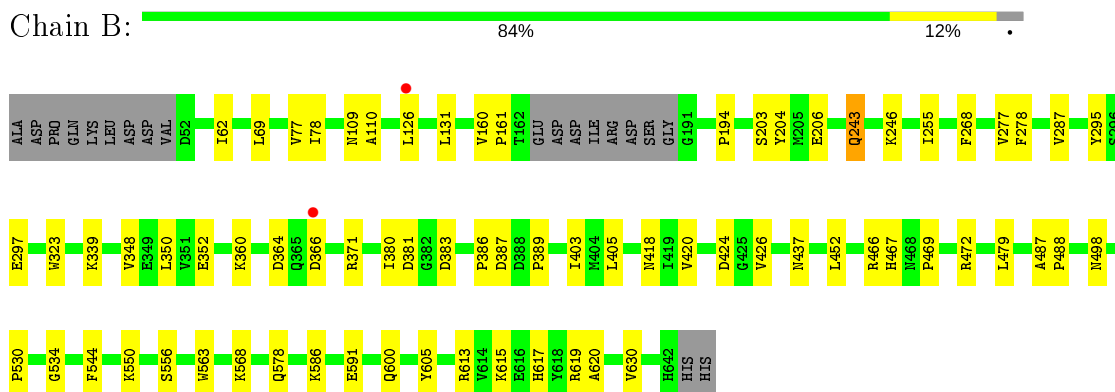 Chain B:
84% 12% •
ALA ASP PRO GLN LYS LEU ASP ASP VAL D52 I62 L69 V77 I78 N109 A110 L126 L131 V160 P161 T162 GLU ASP ASP ILE ARG ASP SER GLY G191 P194 S203 Y204 M205 E206 Q243 K246 I255 F268 V277 F278 V287 Y295 S296
E297 W323 K339 V348 E349 L350 V351 E352 K360 D364 Q365 D366 R371 I380 D381 G382 D383 P386 D387 D388 P389 I403 M404 L405 N418 I419 V420 D424 G425 V426 N437 L452 R466 H467 N468 P469 R472 L479 A487 P488 N498
P530 G534 F544 K550 S556 W563 K568 Q578 K586 E591 Q600 Y605 R613 V614 K615 E616 H617 Y618 R619 A620 V630 H642 HIS HIS